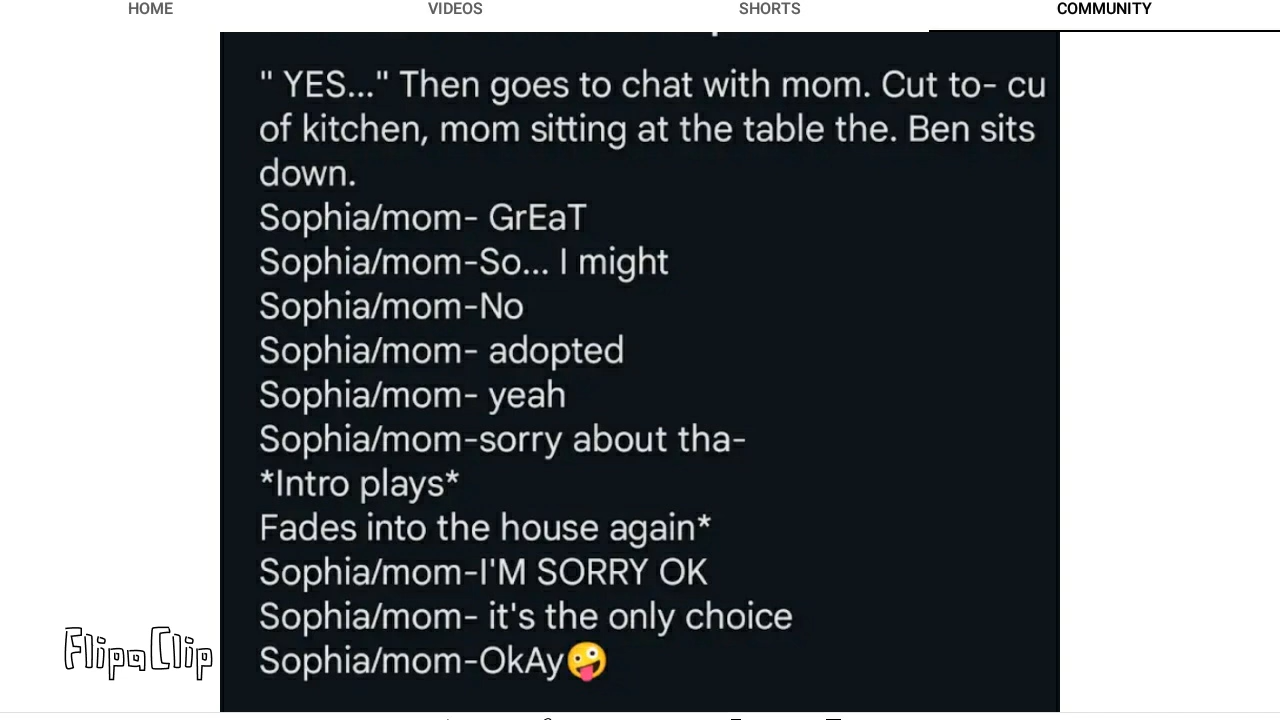 HOME VIDEOS SHORTS COMMUNITY
" YES..." Then goes to chat with mom. Cut to- cu
of kitchen, mom sitting at the table the. Ben sits
down.
Sophia/mom- GrEaT
Sophia/mom-So... I might
Sophia/mom-No
Sophia/mom- adopted
Sophia/mom- yeah
Sophia/mom-sorry about tha-
*Intro plays*
Fades into the house again*
Sophia/mom-I'M SORRY OK
Sophia/mom- it's the only choice
Sophia/mom-OkAy🤪
FlipaClip